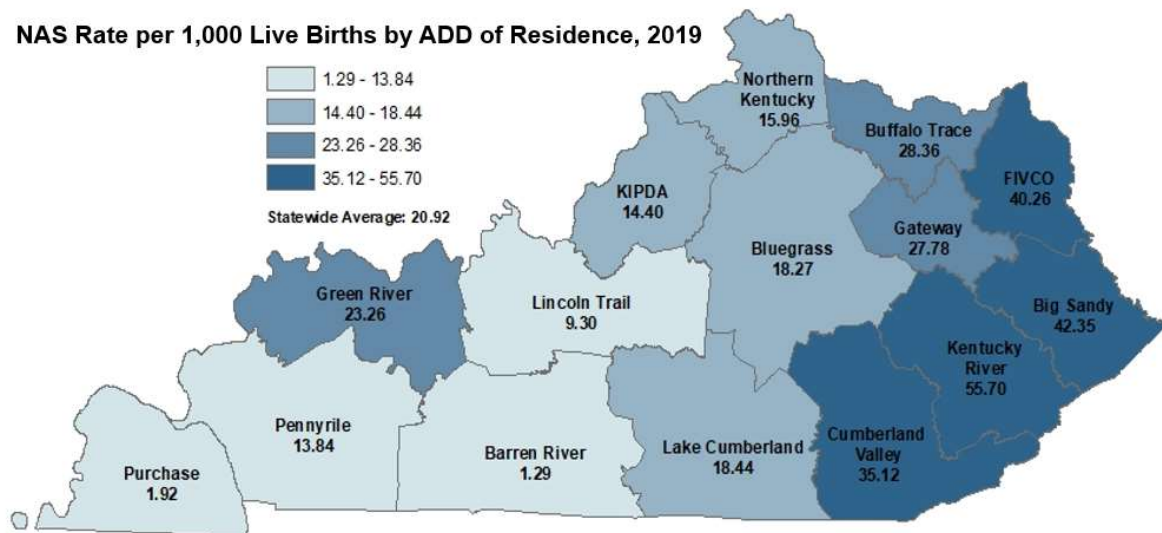 NAS Rate per 1,000 Live Births by ADD of Residence, 2019
1.29 - 13.84
14.40 - 18.44
23.26 - 28.36
35.12 - 55.70
Statewide Average: 20.92
Northern
Kentucky
15.96
Buffalo Trace
28.36
FIVCO
40.26
KIPDA
14.40
Gateway
27.78
Bluegrass
18.27
Green River
23.26
Lincoln Trail
9.30
Big Sandy
42.35
Kentucky
River
55.70
Pennyrile
13.84
Barren River
1.29
Lake Cumberland
18.44
Cumberland
Valley
35.12
Purchase
1.92